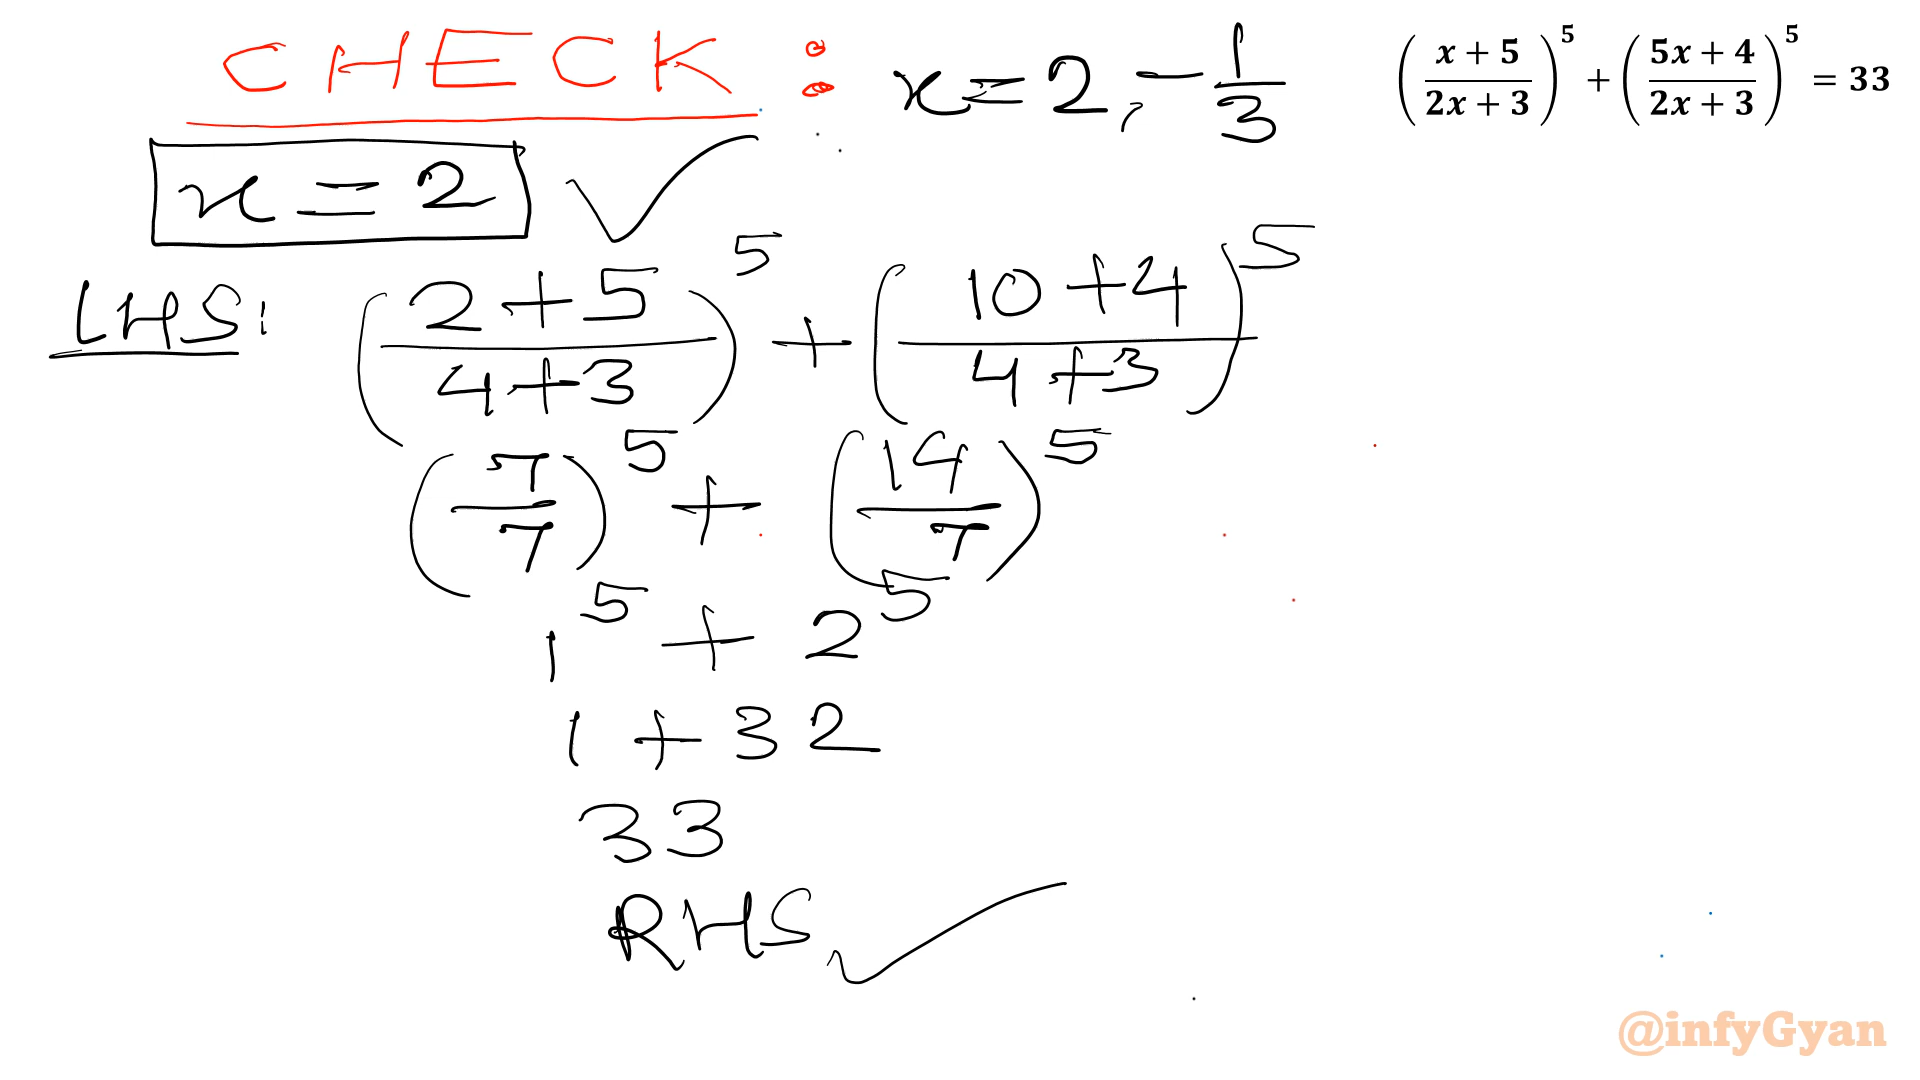 CHECK : x = 2, -1/3
((x + 5)/(2x + 3))^5 + ((5x + 4)/(2x + 3))^5 = 33
x = 2 ✓
LHS: ((2 + 5)/(4 + 3))^5 + ((10 + 4)/(4 + 3))^5
(7/7)^5 + (14/7)^5
1^5 + 2^5
1 + 32
33
RHS ✓
@infyGyan